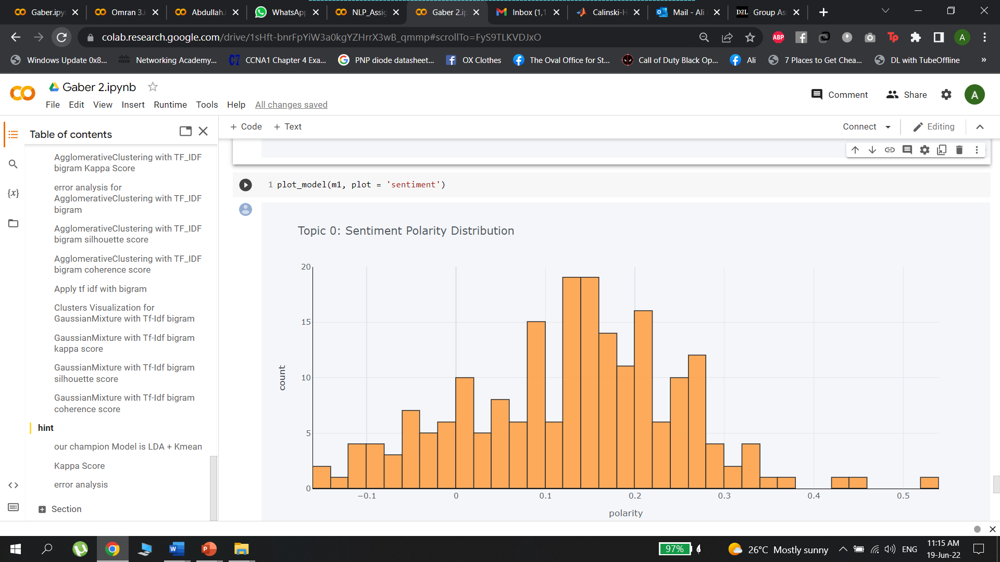 Gaber.ipy
Omran 3.i
Abdullah.
WhatsApp
NLP_Assig
Gaber 2.ip
Inbox (1,1
Calinski-H
Mail - Ali
D2L Group As
colab.research.google.com/drive/1sHft-bnrFpYiW3a0kgYZHrrX3wB_qmmp#scrollTo=FyS9TLKVDJxO
ABP
Tp
A
Windows Update 0x8...
Networking Academy...
C7 CCNA1 Chapter 4 Exa...
PNP diode datasheet...
OX Clothes
The Oval Office for St...
Call of Duty Black Op...
Ali
7 Places to Get Chea...
DL with TubeOffline
»
Gaber 2.ipynb
Comment
Share
A
File Edit View Insert Runtime Tools Help All changes saved
Table of contents
+ Code + Text
Connect
Editing
AgglomerativeClustering with TF_IDF
bigram Kappa Score
error analysis for
AgglomerativeClustering with TF_IDF
bigram
AgglomerativeClustering with TF_IDF
bigram silhouette score
AgglomerativeClustering with TF_IDF
bigram coherence score
Apply tf idf with bigram
Clusters Visualization for
GaussianMixture with Tf-Idf bigram
GaussianMixture with Tf-Idf bigram
kappa score
GaussianMixture with Tf-Idf bigram
silhouette score
GaussianMixture with Tf-Idf bigram
coherence score
hint
our champion Model is LDA + Kmean
Kappa Score
error analysis
Section
{x}
<>
1 plot_model(m1, plot = 'sentiment')
Topic 0: Sentiment Polarity Distribution
20
15
10
5
0
count
−0.1 0 0.1 0.2 0.3 0.4 0.5
polarity
97%
26°C Mostly sunny
ENG
11:15 AM
19-Jun-22